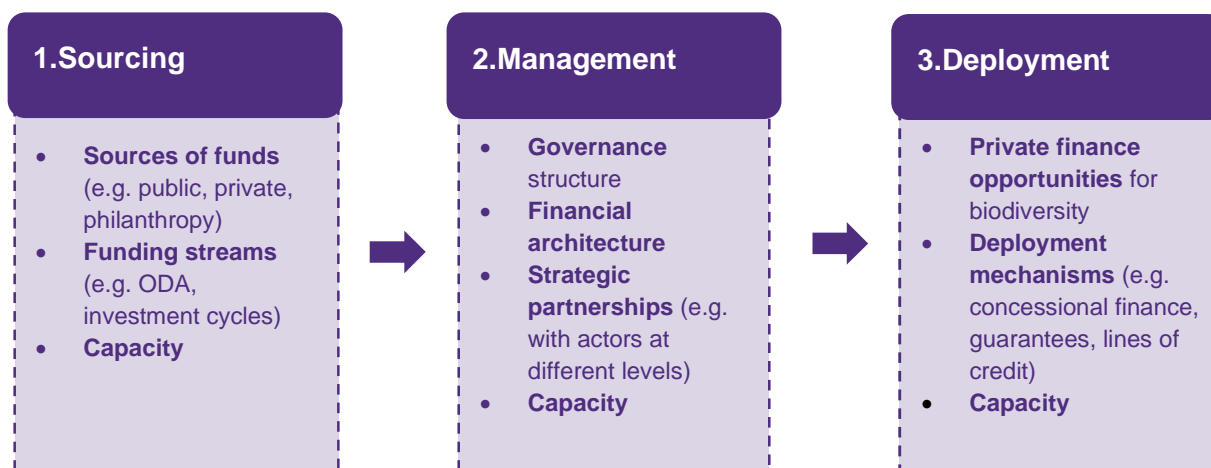 1.Sourcing
• Sources of funds
(e.g. public, private,
philanthropy)
• Funding streams
(e.g. ODA,
investment cycles)
• Capacity
2.Management
• Governance
structure
• Financial
architecture
• Strategic
partnerships (e.g.
with actors at
different levels)
• Capacity
3.Deployment
• Private finance
opportunities for
biodiversity
• Deployment
mechanisms (e.g.
concessional finance,
guarantees, lines of
credit)
• Capacity